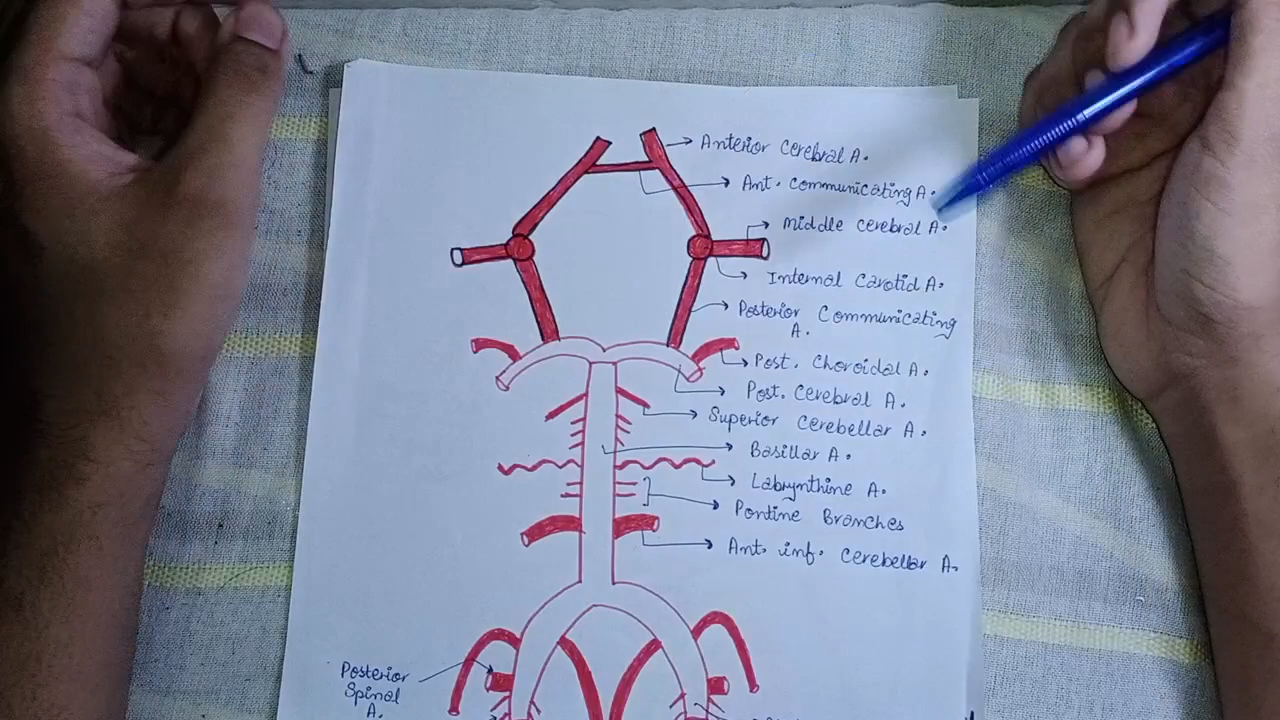 Anterior Cerebral A.
Ant. Communicating A.
Middle Cerebral A.
Internal Carotid A.
Posterior Communicating
A.
Post. Choroidal A.
Post. Cerebral A.
Superior Cerebellar A.
Basillar A.
Labrynthine A.
Pontine Branches
Ant. inf. Cerebellar A.
Posterior
Spinal
A.